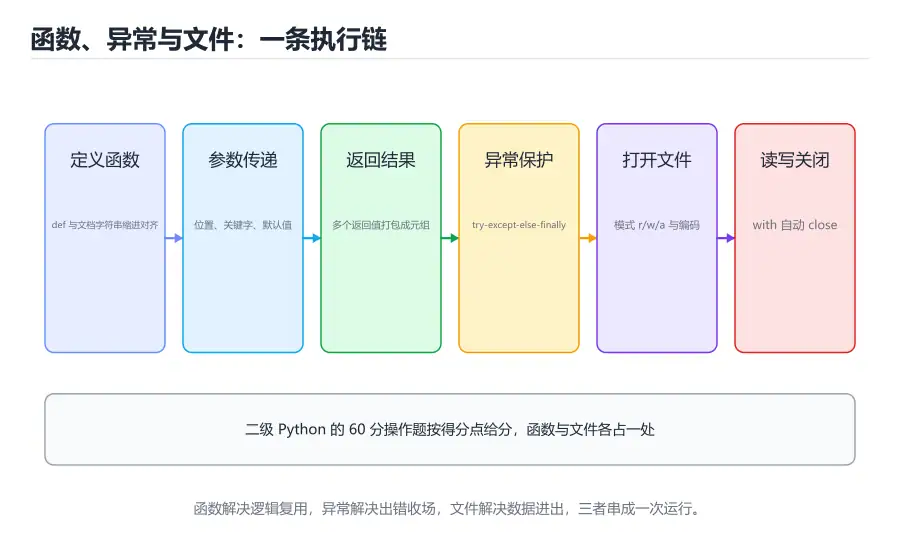 函数、异常与文件：一条执行链
定义函数
def 与文档字符串缩进对齐
参数传递
位置、关键字、默认值
返回结果
多个返回值打包成元组
异常保护
try-except-else-finally
打开文件
模式 r/w/a 与编码
读写关闭
with 自动 close
二级 Python 的 60 分操作题按得分点给分，函数与文件各占一处
函数解决逻辑复用，异常解决出错收场，文件解决数据进出，三者串成一次运行。